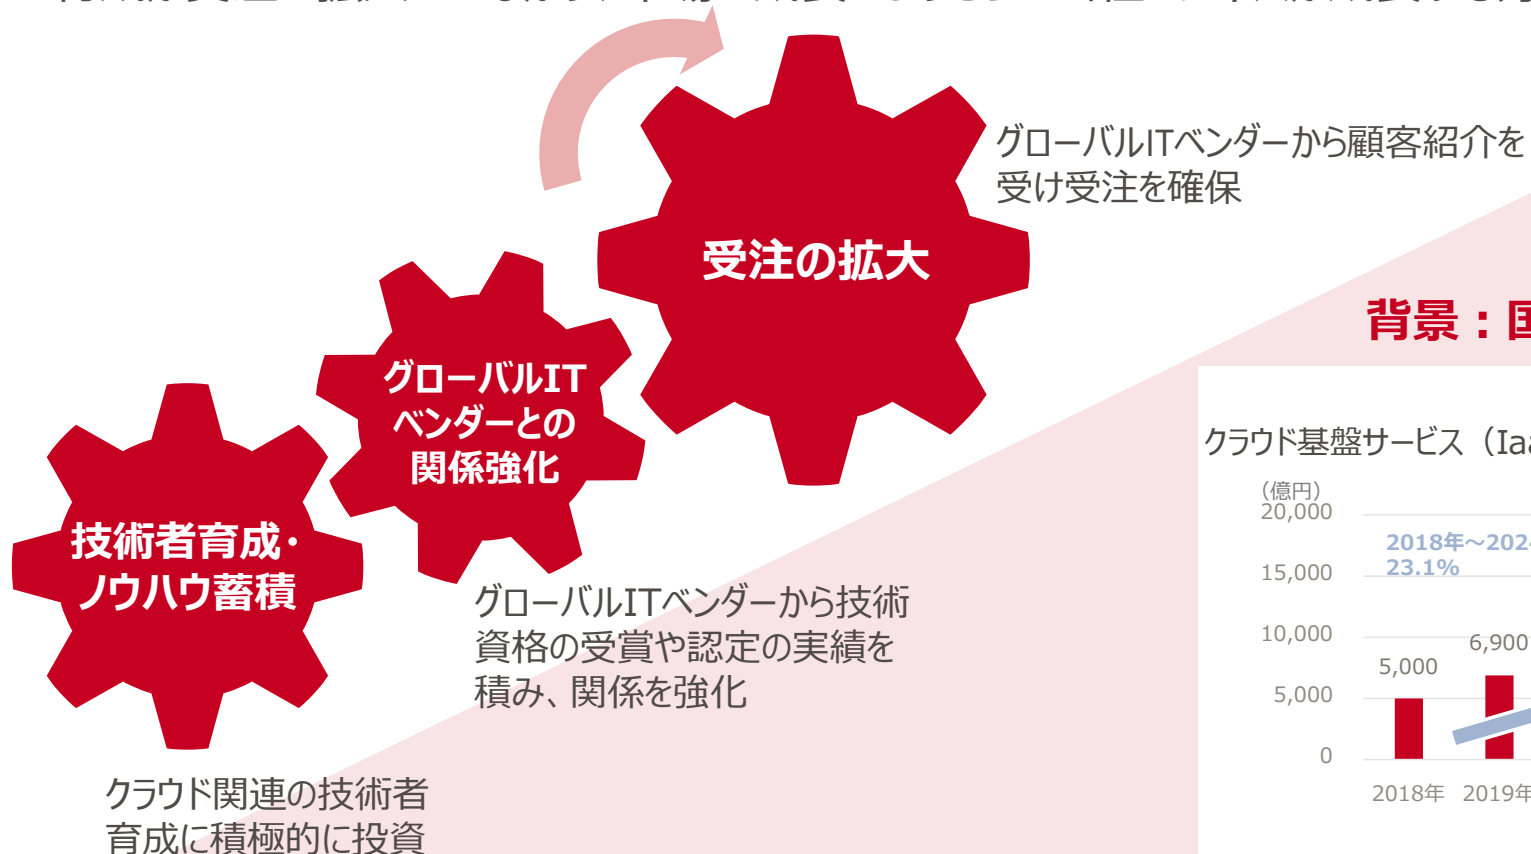 グローバルITベンダーから顧客紹介を
受け受注を確保
受注の拡大
背景：
グローバルIT
ベンダーとの
関係強化
技術者育成・
ノウハウ蓄積
グローバルITベンダーから技術
資格の受賞や認定の実績を
積み、関係を強化
クラウド関連の技術者
育成に積極的に投資
クラウド基盤サービス（Iaa
（億円）
20,000
2018年～202
23.1%
15,000
10,000
6,900
5,000
5,000
0
2018年 2019年